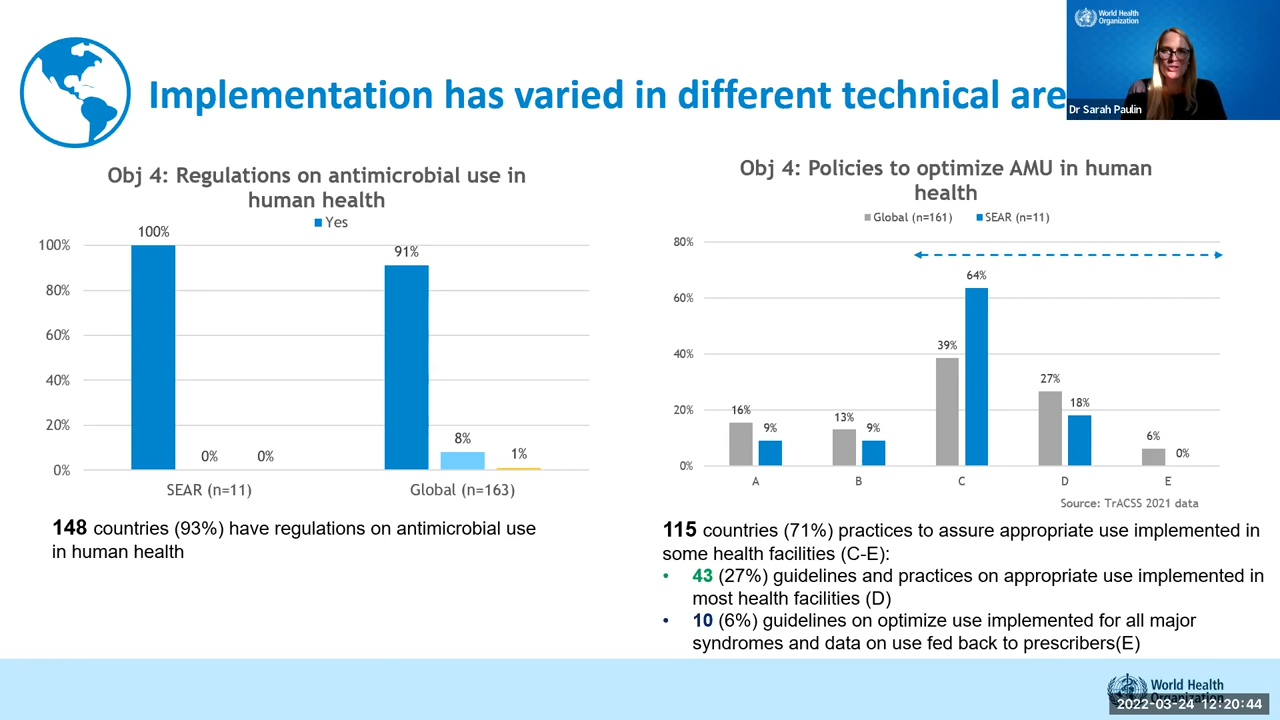 World Health
Organization
Dr Sarah Paulin
Implementation has varied in different technical are
Obj 4: Regulations on antimicrobial use in
human health
Yes
100%
80%
60%
40%
20%
0%
100%
0%
0%
91%
8%
1%
SEAR (n=11)
Global (n=163)
148 countries (93%) have regulations on antimicrobial use
in human health
Obj 4: Policies to optimize AMU in human
health
Global (n=161)
SEAR (n=11)
80%
60%
40%
20%
0%
16%
9%
13%
9%
39%
64%
27%
18%
6%
0%
A
B
C
D
E
Source: TrACSS 2021 data
115 countries (71%) practices to assure appropriate use implemented in
some health facilities (C-E):
• 43 (27%) guidelines and practices on appropriate use implemented in
most health facilities (D)
• 10 (6%) guidelines on optimize use implemented for all major
syndromes and data on use fed back to prescribers(E)
World Health
Organization
2022-03-24 12:20:44